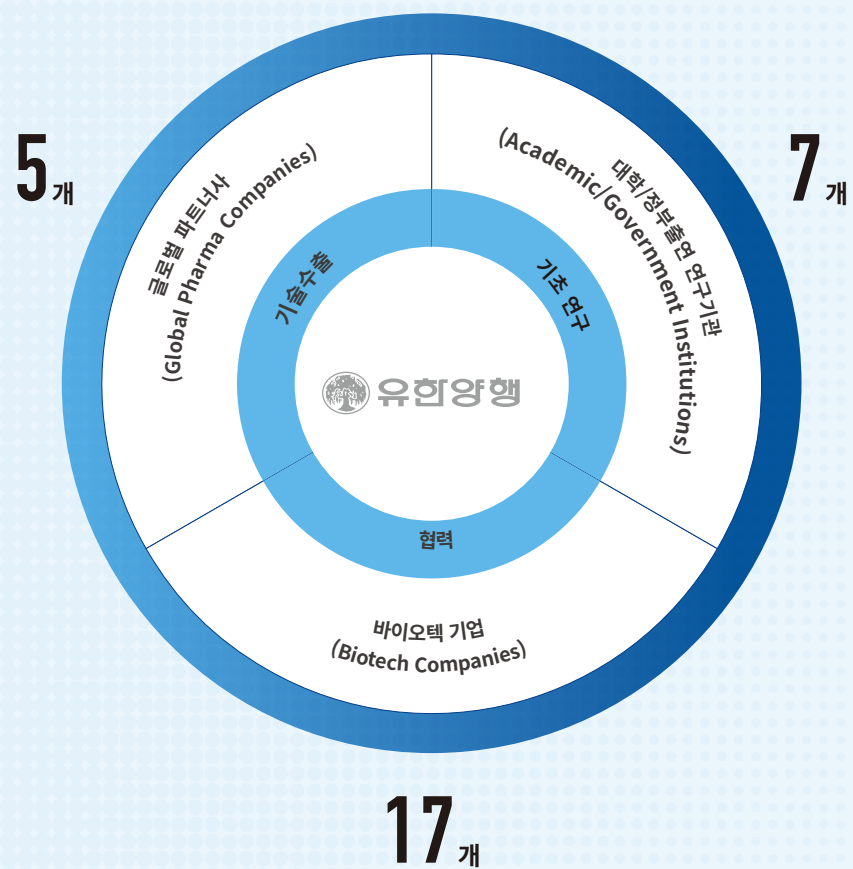 5개
글로벌 파트너사
(Global Pharma Companies)
기술수출
7개
대학/정부출연 연구기관
(Academic/Government Institutions)
기초 연구
유한양행
협력
바이오텍 기업
(Biotech Companies)
17개